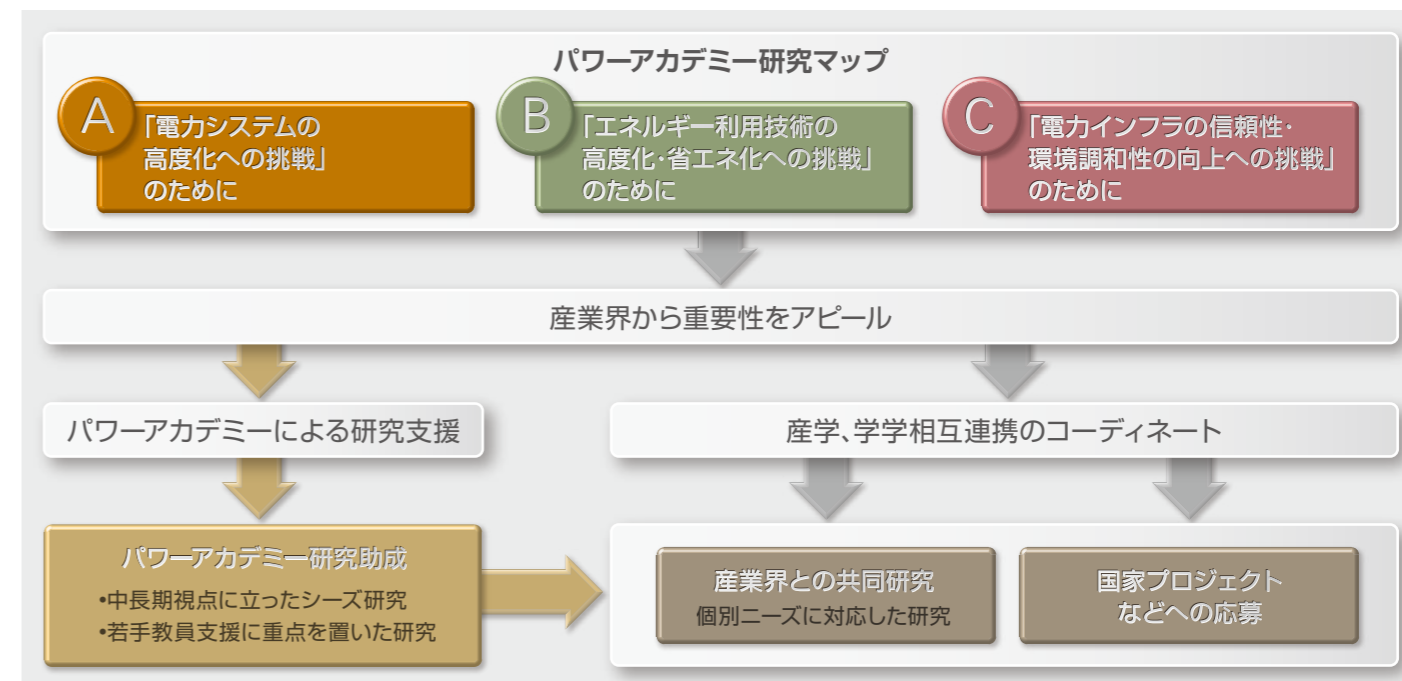 パワーアカデミー研究マップ
A
「電力システムの
高度化への挑戦」
のために
B
「エネルギー利用技術の
高度化・省エネ化への挑戦」
のために
C
「電力インフラの信頼性・
環境調和性の向上への挑戦」
のために
産業界から重要性をアピール
パワーアカデミーによる研究支援
産学、学学相互連携のコーディネート
パワーアカデミー研究助成
•中長期視点に立ったシーズ研究
•若手教員支援に重点を置いた研究
産業界との共同研究
個別ニーズに対応した研究
国家プロジェクト
などへの応募